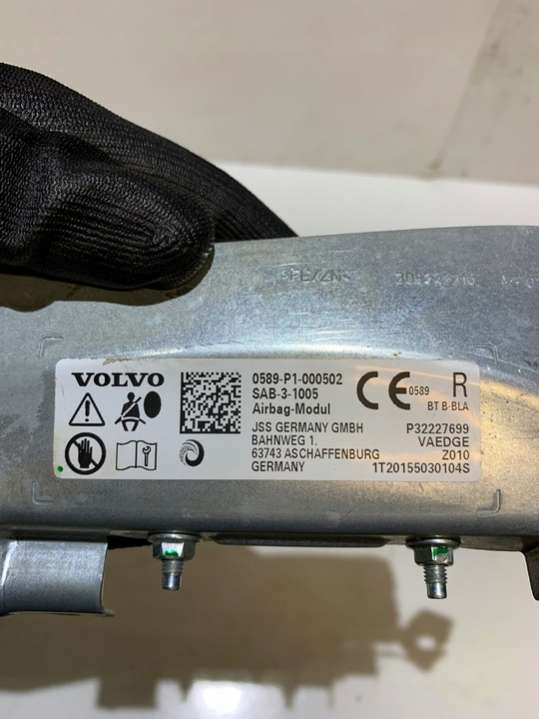 VOLVO
0589-P1-000502
SAB-3-1005
Airbag-Modul
JSS GERMANY GMBH
BAHNWEG 1.
63743 ASCHAFFENBURG
GERMANY
CE 0589
R
BT B-BLA
P32227699
VAEDGE
Z010
1T20155030104S